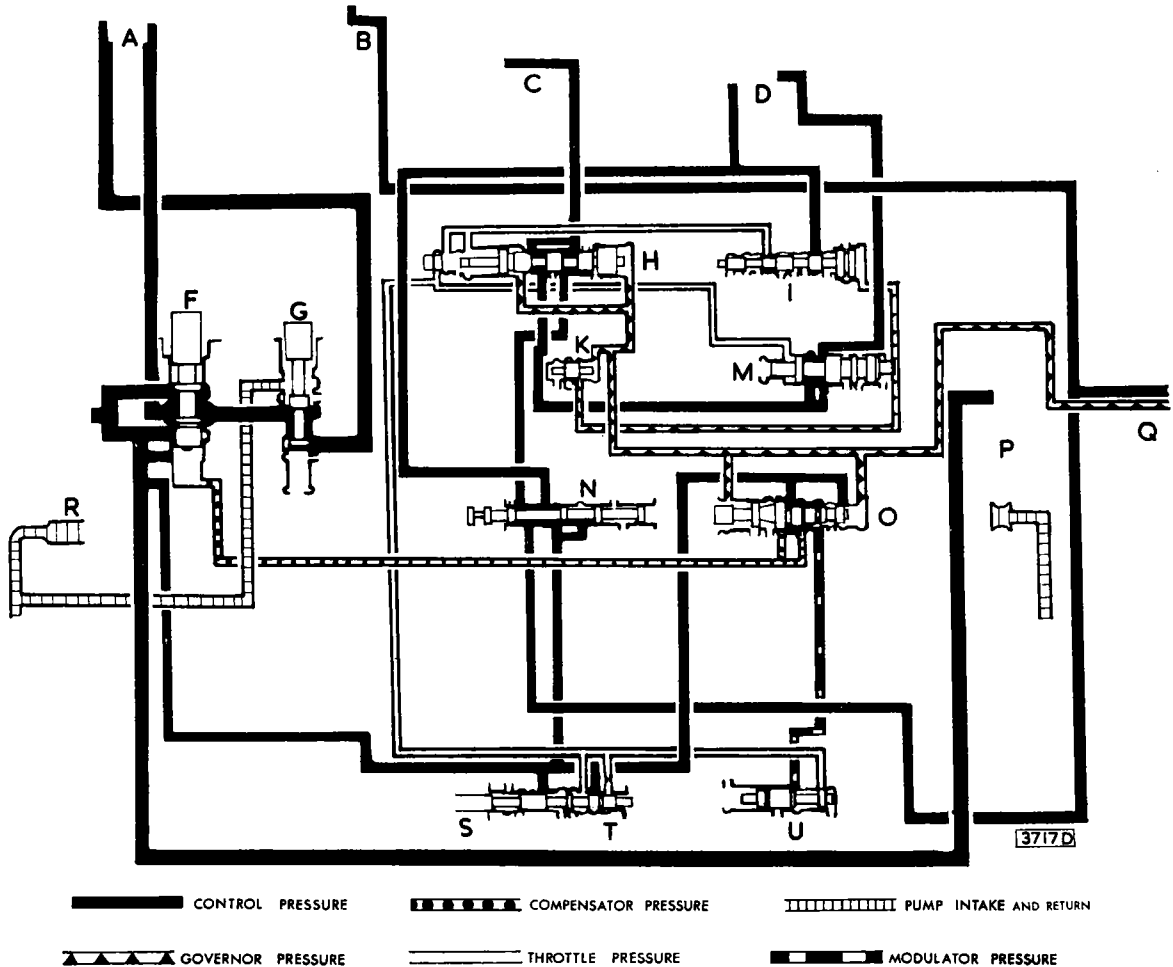 A
B
C
D
H
I
F
G
K
M
Q
P
N
O
R
S
T
U
3717D
CONTROL PRESSURE
COMPENSATOR PRESSURE
PUMP INTAKE AND RETURN
GOVERNOR PRESSURE
THROTTLE PRESSURE
MODULATOR PRESSURE